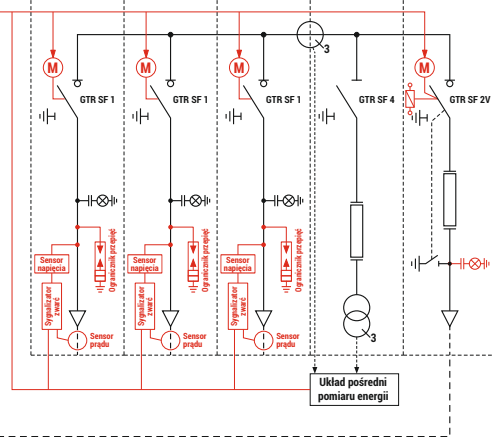 M
M
M
M
3
GTR SF 1
GTR SF 1
GTR SF 1
GTR SF 4
GTR SF 2V
Ogranicznik przepięć
Ogranicznik przepięć
Ogranicznik przepięć
Sensor
napięcia
Sensor
napięcia
Sensor
napięcia
Sygnalizator
zwarć
Sygnalizator
zwarć
Sygnalizator
zwarć
Sensor
prądu
Sensor
prądu
Sensor
prądu
3
Układ pośredni
pomiaru energii